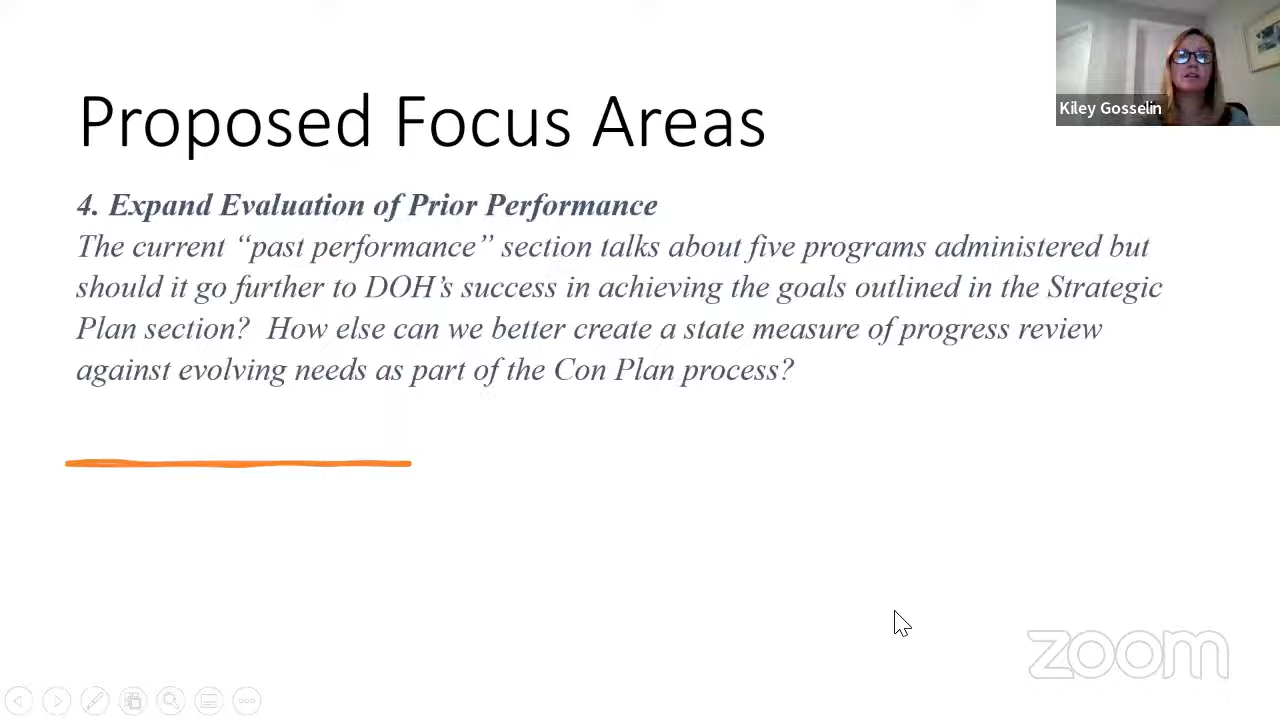 Kiley Gosselin
Proposed Focus Areas
4. Expand Evaluation of Prior Performance
The current “past performance” section talks about five programs administered but
should it go further to DOH’s success in achieving the goals outlined in the Strategic
Plan section?  How else can we better create a state measure of progress review
against evolving needs as part of the Con Plan process?
zoom